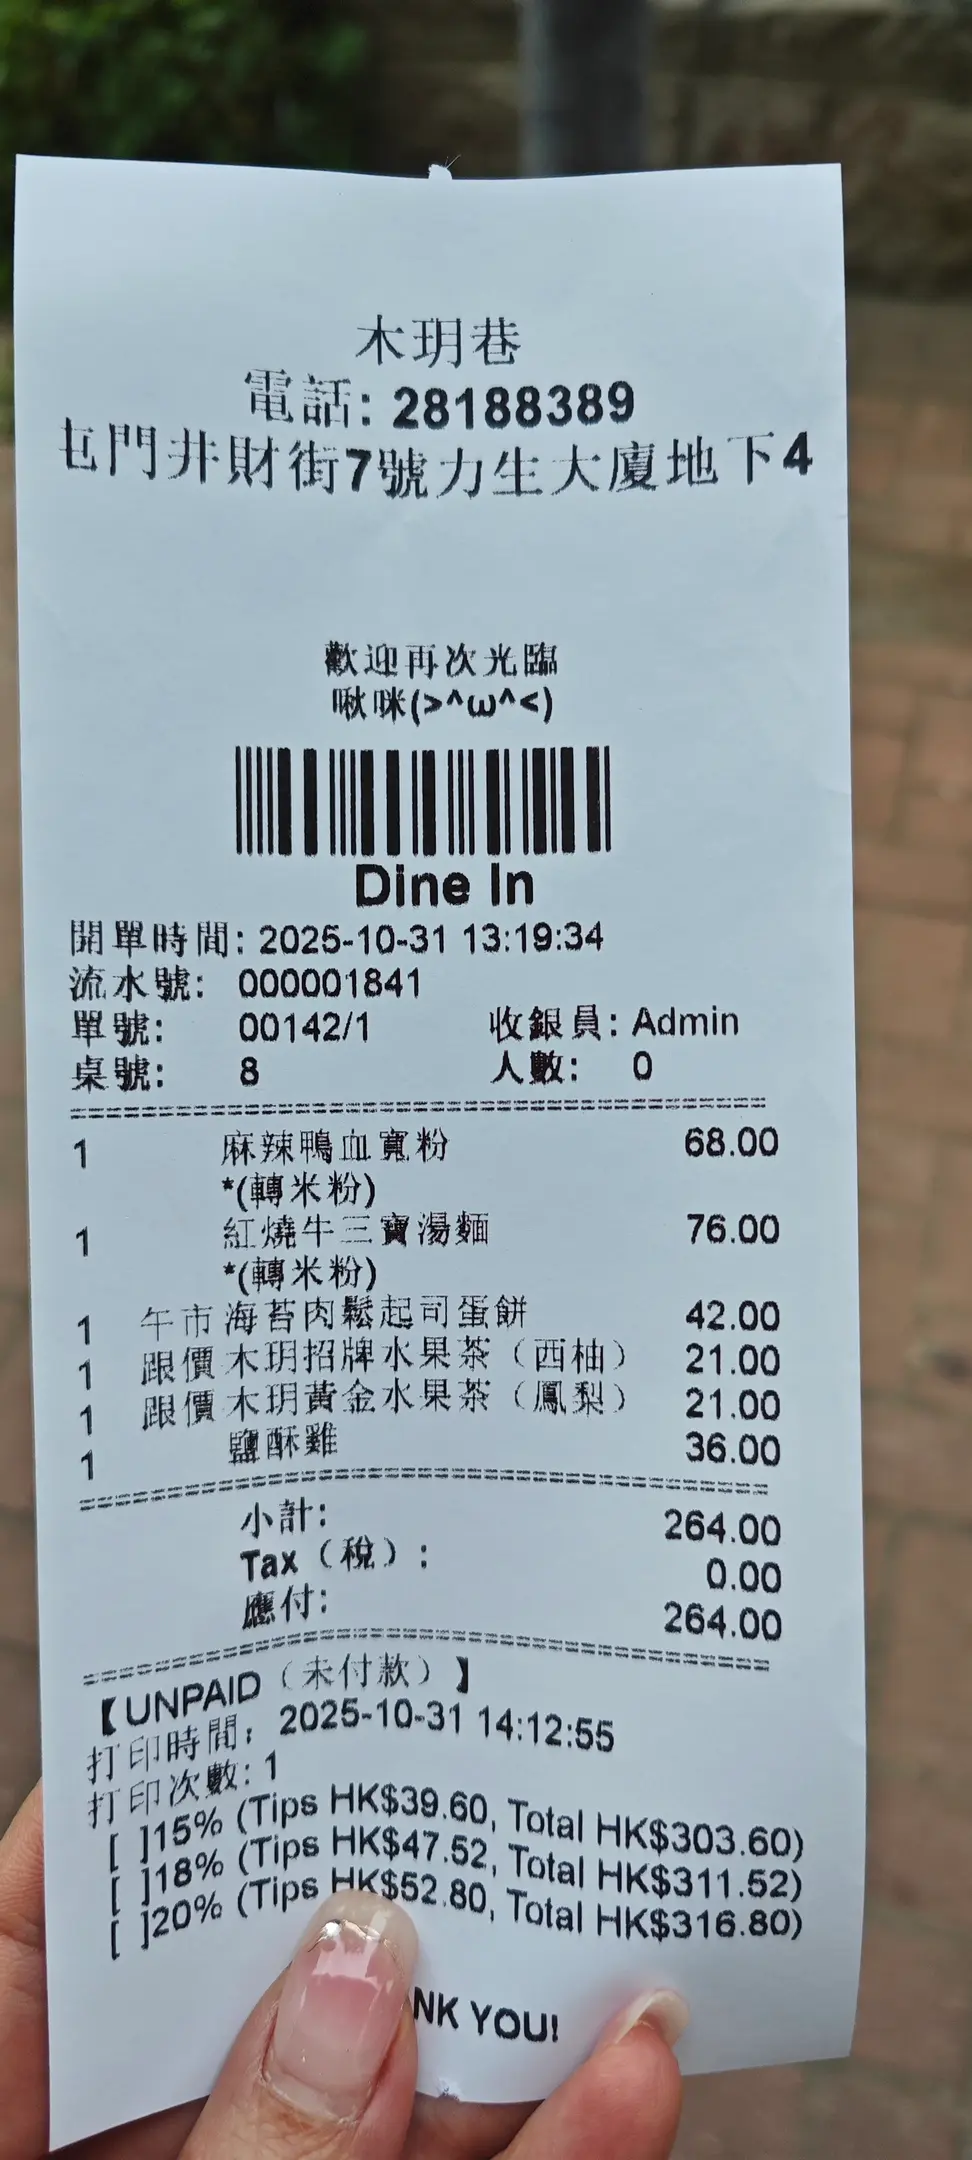 木玥巷
電話: 28188389
屯門井財街7號力生大廈地下4
歡迎再次光臨
啾咪(>^ω^<)
Dine In
開單時間: 2025-10-31 13:19:34
流水號: 000001841
單號: 00142/1 收銀員: Admin
桌號: 8 人數: 0
1 麻辣鴨血寬粉 68.00
*(轉米粉)
1 紅燒牛三寶湯麵 76.00
*(轉米粉)
1 午市 海苔肉鬆起司蛋餅 42.00
1 跟價 木玥招牌水果茶（西柚） 21.00
1 跟價 木玥黃金水果茶（鳳梨） 21.00
1 鹽酥雞 36.00
小計: 264.00
Tax（稅）: 0.00
應付: 264.00
【UNPAID（未付款）】
打印時間: 2025-10-31 14:12:55
打印次數: 1
[ ]15% (Tips HK$39.60, Total HK$303.60)
[ ]18% (Tips HK$47.52, Total HK$311.52)
[ ]20% (Tips HK$52.80, Total HK$316.80)
NK YOU!